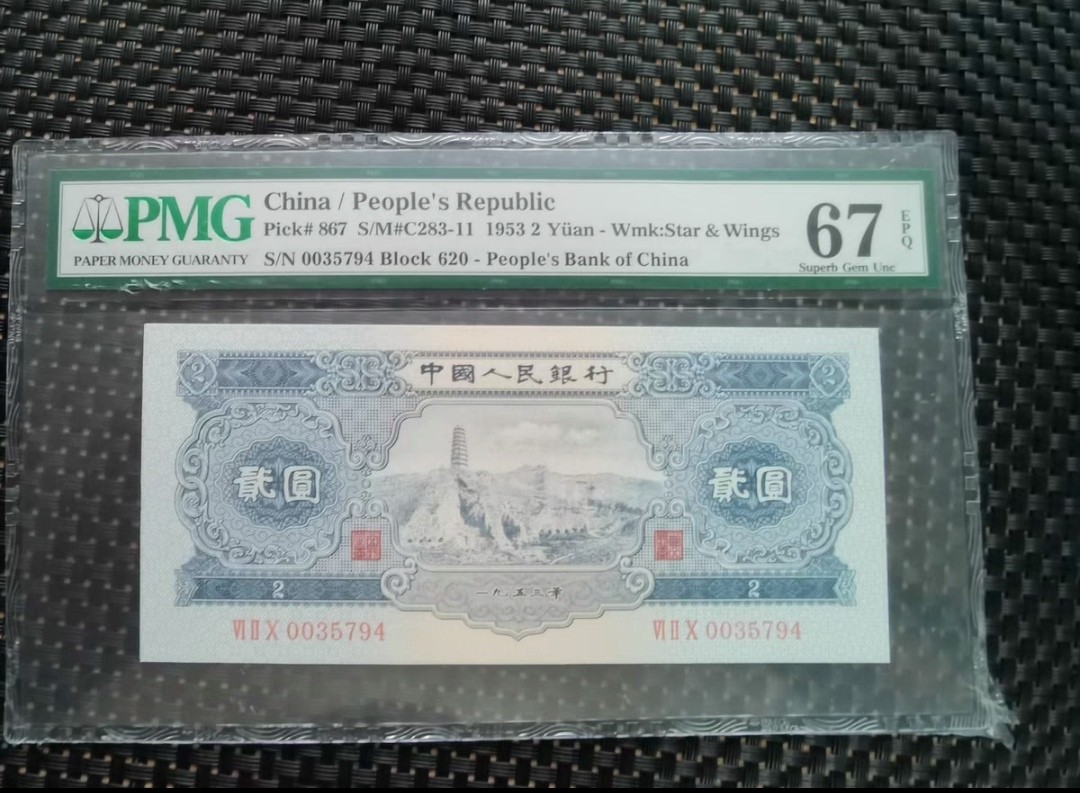 PMG
PAPER MONEY GUARANTY
China / People's Republic
Pick# 867 S/M#C283-11 1953 2 Yüan - Wmk:Star & Wings
S/N 0035794 Block 620 - People's Bank of China
67
EPQ
Superb Gem Unc
中國人民銀行
2
2
貳圓
貳圓
2
2
一九五三年
VI II X 0035794
VI II X 0035794